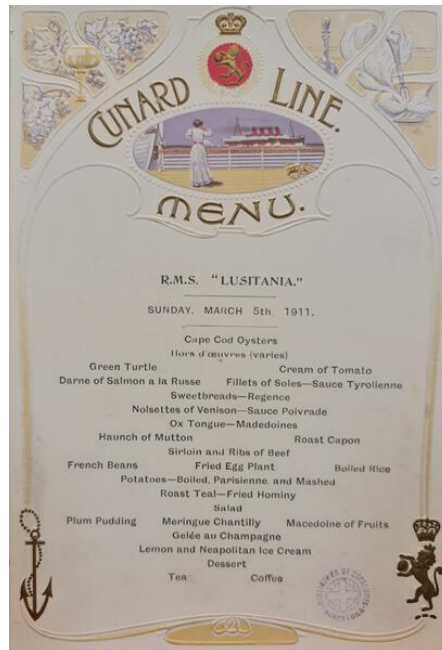 CUNARD LINE.
MENU.
R.M.S. "LUSITANIA."
SUNDAY, MARCH 5th, 1911.
Cape Cod Oysters
Hors d'œuvres (varies)
Green Turtle Cream of Tomato
Darne of Salmon a la Russe Fillets of Soles—Sauce Tyrolienne
Sweetbreads—Regence
Noisettes of Venison—Sauce Poivrade
Ox Tongue—Madedoines
Haunch of Mutton Roast Capon
Sirloin and Ribs of Beef
French Beans Fried Egg Plant Boiled Rice
Potatoes—Boiled, Parisienne, and Mashed
Roast Teal—Fried Hominy
Salad
Plum Pudding Meringue Chantilly Macedoine of Fruits
Gelée au Champagne
Lemon and Neapolitan Ice Cream
Dessert
Tea Coffee